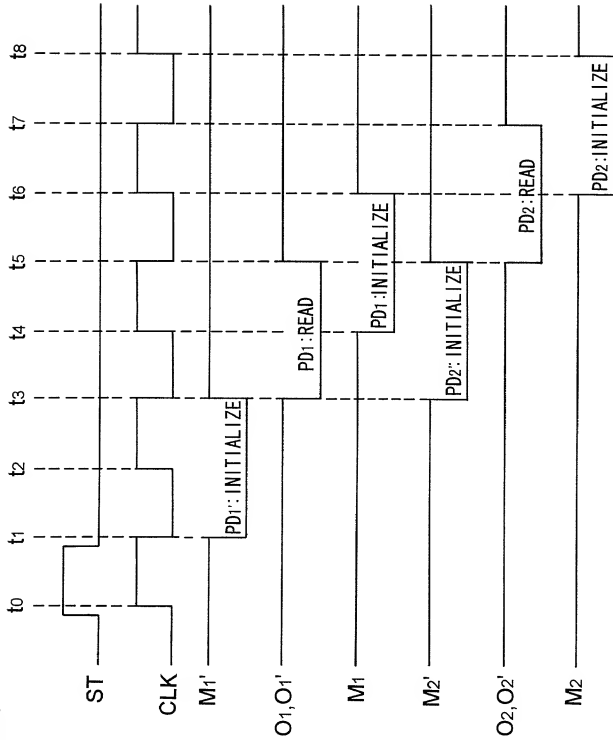 t0 t1 t2 t3 t4 t5 t6 t7 t8
ST
CLK
M1'
PD1': INITIALIZE
O1,O1'
PD1:READ
M1
PD1:INITIALIZE
M2'
PD2': INITIALIZE
O2,O2'
PD2:READ
M2
PD2:INITIALIZE